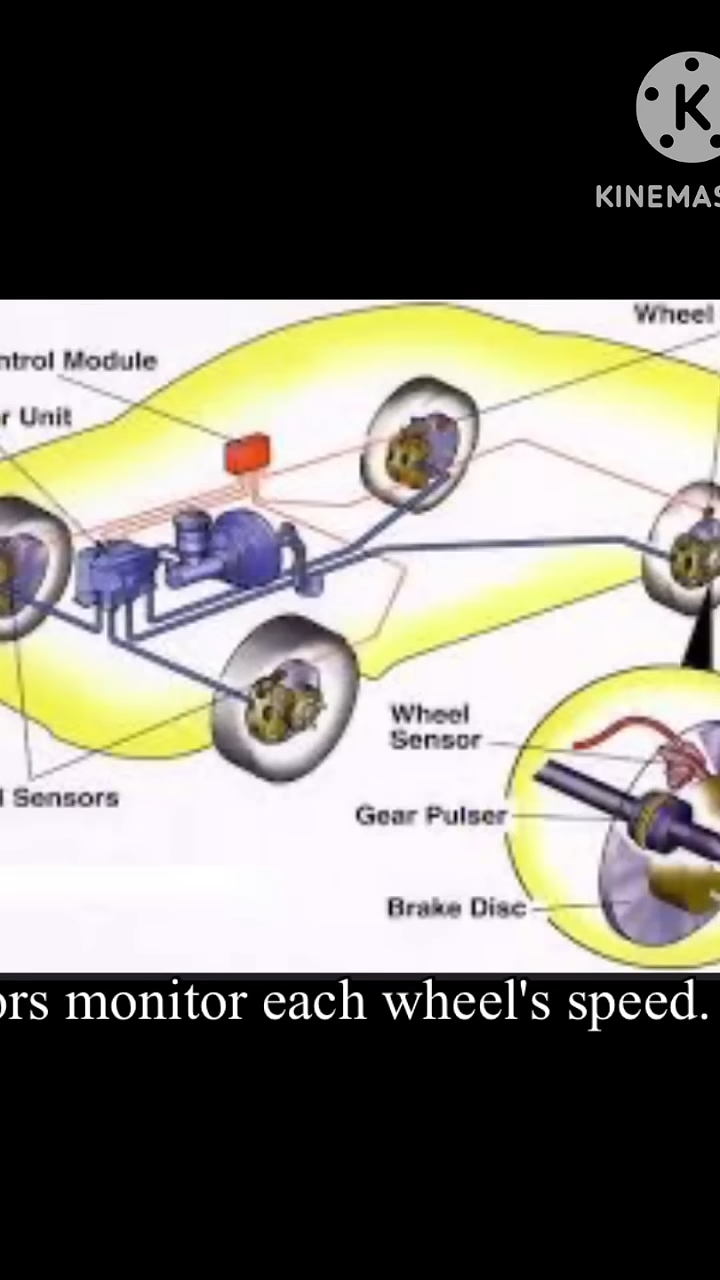 K
KINEMAS
Wheel
ntrol Module
r Unit
Wheel
Sensor
l Sensors
Gear Pulser
Brake Disc
ors monitor each wheel's speed.